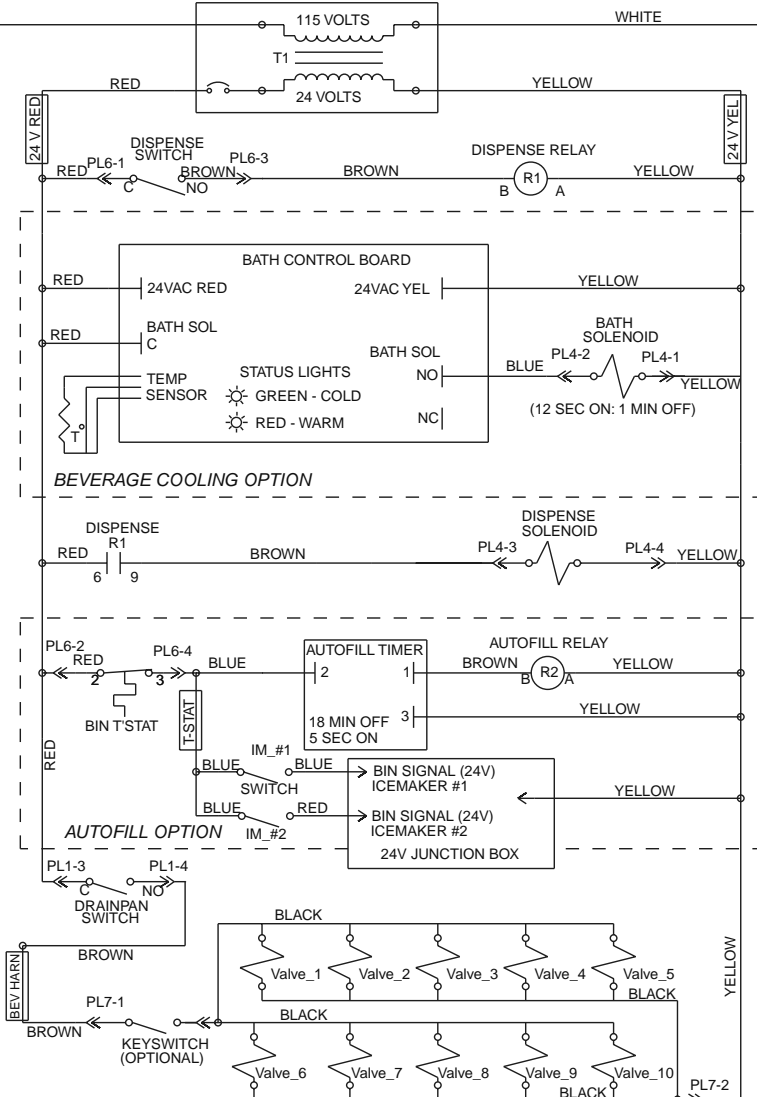 115 VOLTS
WHITE
T1
RED
24 VOLTS
YELLOW
24 V RED
24 V YEL
DISPENSE
SWITCH
RED
PL6-1
C
NO
BROWN
PL6-3
BROWN
DISPENSE RELAY
R1
B
A
YELLOW
BATH CONTROL BOARD
RED
24VAC RED
24VAC YEL
YELLOW
RED
BATH SOL
C
BATH SOL
NO
NC
BLUE
PL4-2
BATH
SOLENOID
PL4-1
YELLOW
(12 SEC ON: 1 MIN OFF)
TEMP
SENSOR
T°
STATUS LIGHTS
GREEN - COLD
RED - WARM
BEVERAGE COOLING OPTION
DISPENSE
R1
RED
6
9
BROWN
PL4-3
DISPENSE
SOLENOID
PL4-4
YELLOW
PL6-2
RED
2
3
PL6-4
BIN T'STAT
BLUE
T-STAT
AUTOFILL TIMER
2
1
3
18 MIN OFF
5 SEC ON
AUTOFILL RELAY
BROWN
B
R2
A
YELLOW
YELLOW
RED
IM_#1
BLUE
BLUE
SWITCH
BIN SIGNAL (24V)
ICEMAKER #1
YELLOW
BLUE
RED
IM_#2
BIN SIGNAL (24V)
ICEMAKER #2
24V JUNCTION BOX
AUTOFILL OPTION
PL1-3
PL1-4
C
NO
DRAINPAN
SWITCH
BROWN
BEV HARN
BROWN
PL7-1
KEYSWITCH
(OPTIONAL)
BLACK
Valve_1
Valve_2
Valve_3
Valve_4
Valve_5
BLACK
YELLOW
BLACK
Valve_6
Valve_7
Valve_8
Valve_9
Valve_10
BLACK
PL7-2